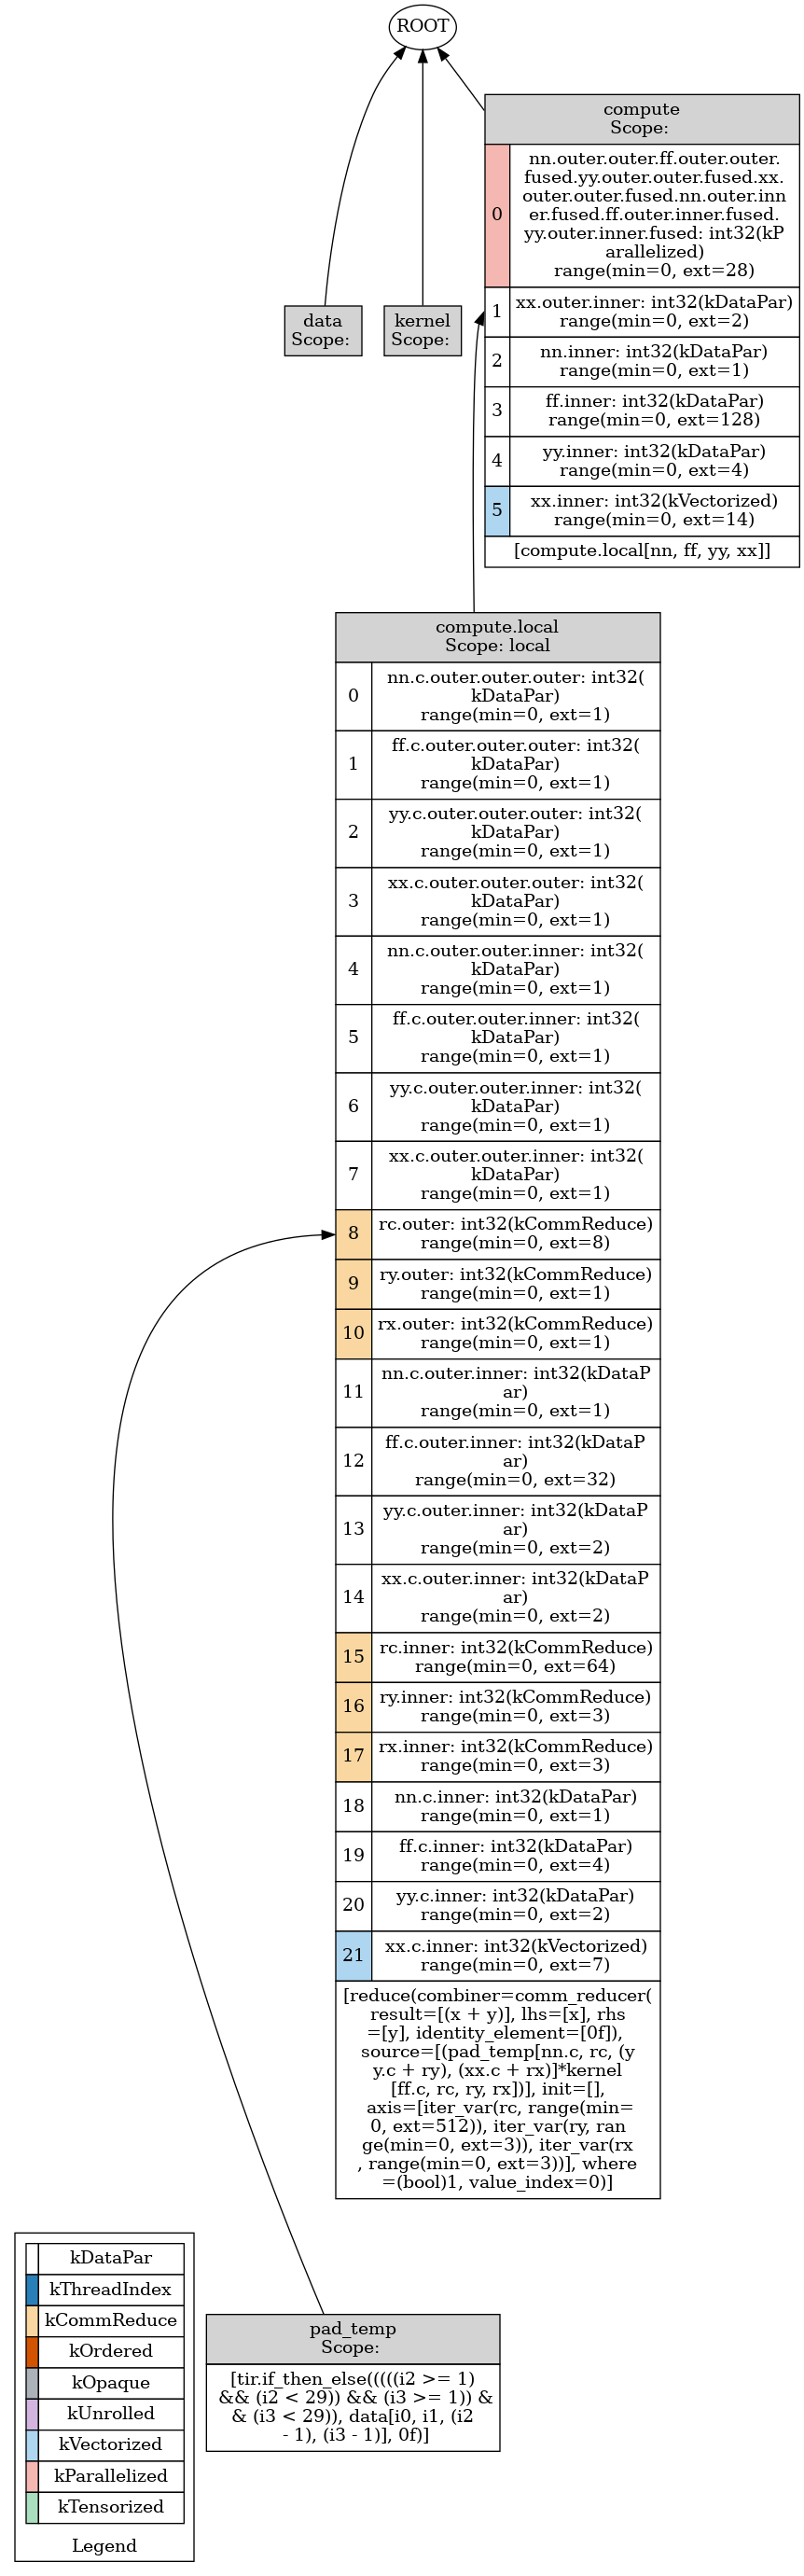 ROOT
compute
Scope:
0
nn.outer.outer.ff.outer.outer.
fused.yy.outer.outer.fused.xx.
outer.outer.fused.nn.outer.inn
er.fused.ff.outer.inner.fused.
yy.outer.inner.fused: int32(kP
arallelized)
range(min=0, ext=28)
data
Scope:
kernel
Scope:
1
xx.outer.inner: int32(kDataPar)
range(min=0, ext=2)
2
nn.inner: int32(kDataPar)
range(min=0, ext=1)
3
ff.inner: int32(kDataPar)
range(min=0, ext=128)
4
yy.inner: int32(kDataPar)
range(min=0, ext=4)
5
xx.inner: int32(kVectorized)
range(min=0, ext=14)
[compute.local[nn, ff, yy, xx]]
compute.local
Scope: local
0
nn.c.outer.outer.outer: int32(
kDataPar)
range(min=0, ext=1)
1
ff.c.outer.outer.outer: int32(
kDataPar)
range(min=0, ext=1)
2
yy.c.outer.outer.outer: int32(
kDataPar)
range(min=0, ext=1)
3
xx.c.outer.outer.outer: int32(
kDataPar)
range(min=0, ext=1)
4
nn.c.outer.outer.inner: int32(
kDataPar)
range(min=0, ext=1)
5
ff.c.outer.outer.inner: int32(
kDataPar)
range(min=0, ext=1)
6
yy.c.outer.outer.inner: int32(
kDataPar)
range(min=0, ext=1)
7
xx.c.outer.outer.inner: int32(
kDataPar)
range(min=0, ext=1)
8
rc.outer: int32(kCommReduce)
range(min=0, ext=8)
9
ry.outer: int32(kCommReduce)
range(min=0, ext=1)
10
rx.outer: int32(kCommReduce)
range(min=0, ext=1)
11
nn.c.outer.inner: int32(kDataP
ar)
range(min=0, ext=1)
12
ff.c.outer.inner: int32(kDataP
ar)
range(min=0, ext=32)
13
yy.c.outer.inner: int32(kDataP
ar)
range(min=0, ext=2)
14
xx.c.outer.inner: int32(kDataP
ar)
range(min=0, ext=2)
15
rc.inner: int32(kCommReduce)
range(min=0, ext=64)
16
ry.inner: int32(kCommReduce)
range(min=0, ext=3)
17
rx.inner: int32(kCommReduce)
range(min=0, ext=3)
18
nn.c.inner: int32(kDataPar)
range(min=0, ext=1)
19
ff.c.inner: int32(kDataPar)
range(min=0, ext=4)
20
yy.c.inner: int32(kDataPar)
range(min=0, ext=2)
21
xx.c.inner: int32(kVectorized)
range(min=0, ext=7)
[reduce(combiner=comm_reducer(
result=[(x + y)], lhs=[x], rhs
=[y], identity_element=[0f]),
source=[(pad_temp[nn.c, rc, (y
y.c + ry), (xx.c + rx)]*kernel
[ff.c, rc, ry, rx])], init=[],
axis=[iter_var(rc, range(min=
0, ext=512)), iter_var(ry, ran
ge(min=0, ext=3)), iter_var(rx
, range(min=0, ext=3))], where
=(bool)1, value_index=0)]
pad_temp
Scope:
[tir.if_then_else(((((i2 >= 1)
&& (i2 < 29)) && (i3 >= 1)) &
& (i3 < 29)), data[i0, i1, (i2
- 1), (i3 - 1)], 0f)]
kDataPar
kThreadIndex
kCommReduce
kOrdered
kOpaque
kUnrolled
kVectorized
kParallelized
kTensorized
Legend